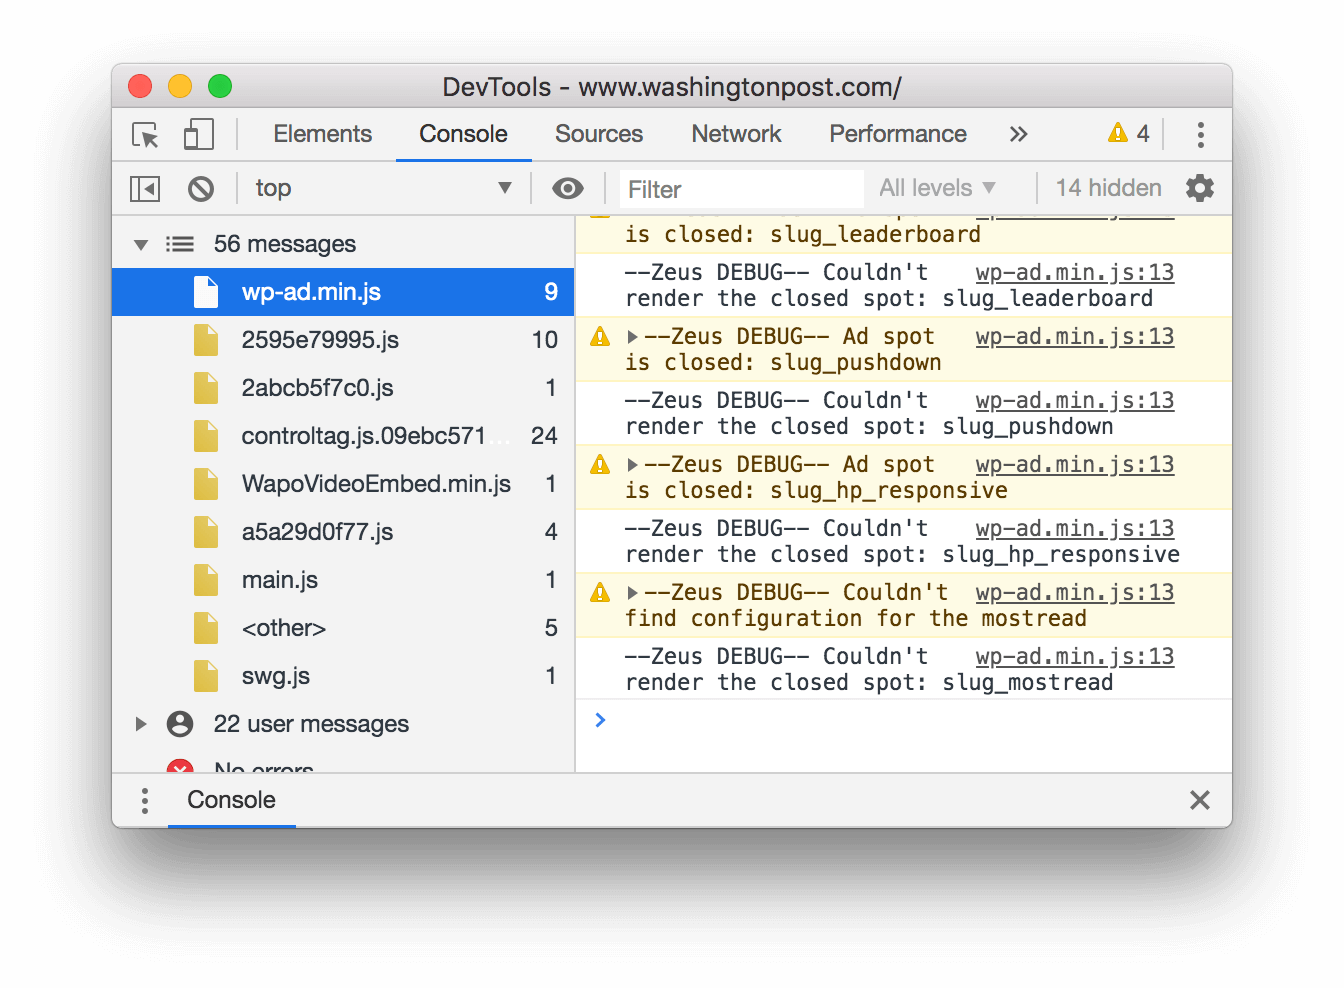 DevTools - www.washingtonpost.com/
Elements Console Sources Network Performance » 4
top Filter All levels 14 hidden
56 messages
wp-ad.min.js 9
2595e79995.js 10
2abcb5f7c0.js 1
controltag.js.09ebc571… 24
WapoVideoEmbed.min.js 1
a5a29d0f77.js 4
main.js 1
<other> 5
swg.js 1
22 user messages
No errors
is closed: slug_leaderboard
--Zeus DEBUG-- Couldn't wp-ad.min.js:13
render the closed spot: slug_leaderboard
--Zeus DEBUG-- Ad spot wp-ad.min.js:13
is closed: slug_pushdown
--Zeus DEBUG-- Couldn't wp-ad.min.js:13
render the closed spot: slug_pushdown
--Zeus DEBUG-- Ad spot wp-ad.min.js:13
is closed: slug_hp_responsive
--Zeus DEBUG-- Couldn't wp-ad.min.js:13
render the closed spot: slug_hp_responsive
--Zeus DEBUG-- Couldn't wp-ad.min.js:13
find configuration for the mostread
--Zeus DEBUG-- Couldn't wp-ad.min.js:13
render the closed spot: slug_mostread
Console